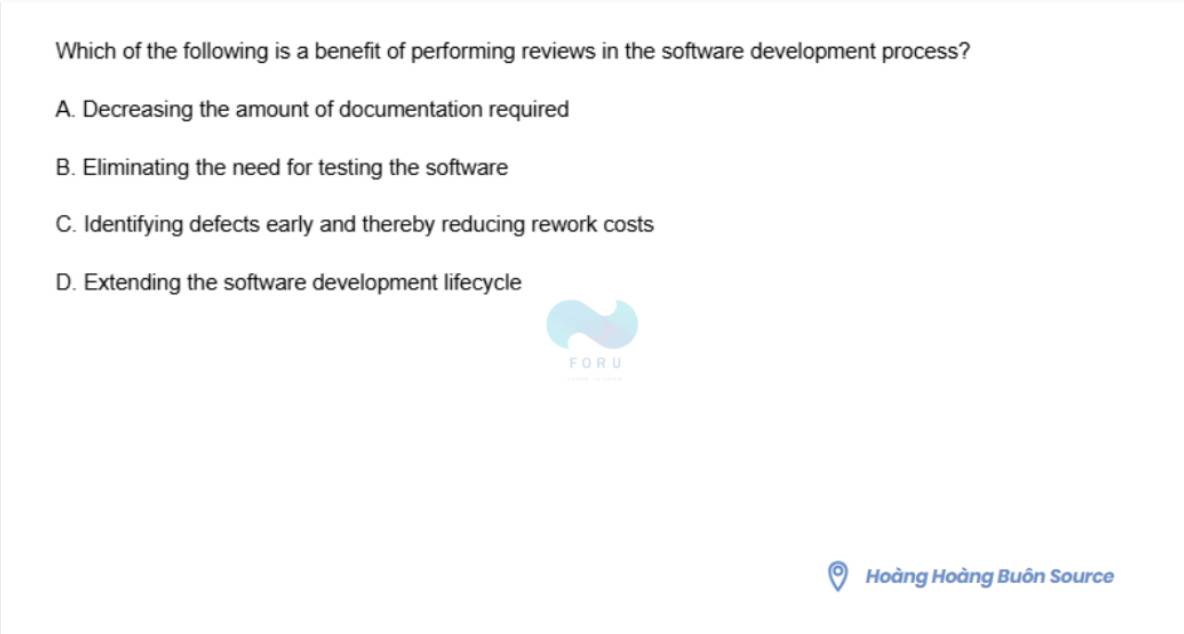 Which of the following is a benefit of performing reviews in the software development process?
A. Decreasing the amount of documentation required
B. Eliminating the need for testing the software
C. Identifying defects early and thereby reducing rework costs
D. Extending the software development lifecycle
FORU
Hoàng Hoàng Buôn Source